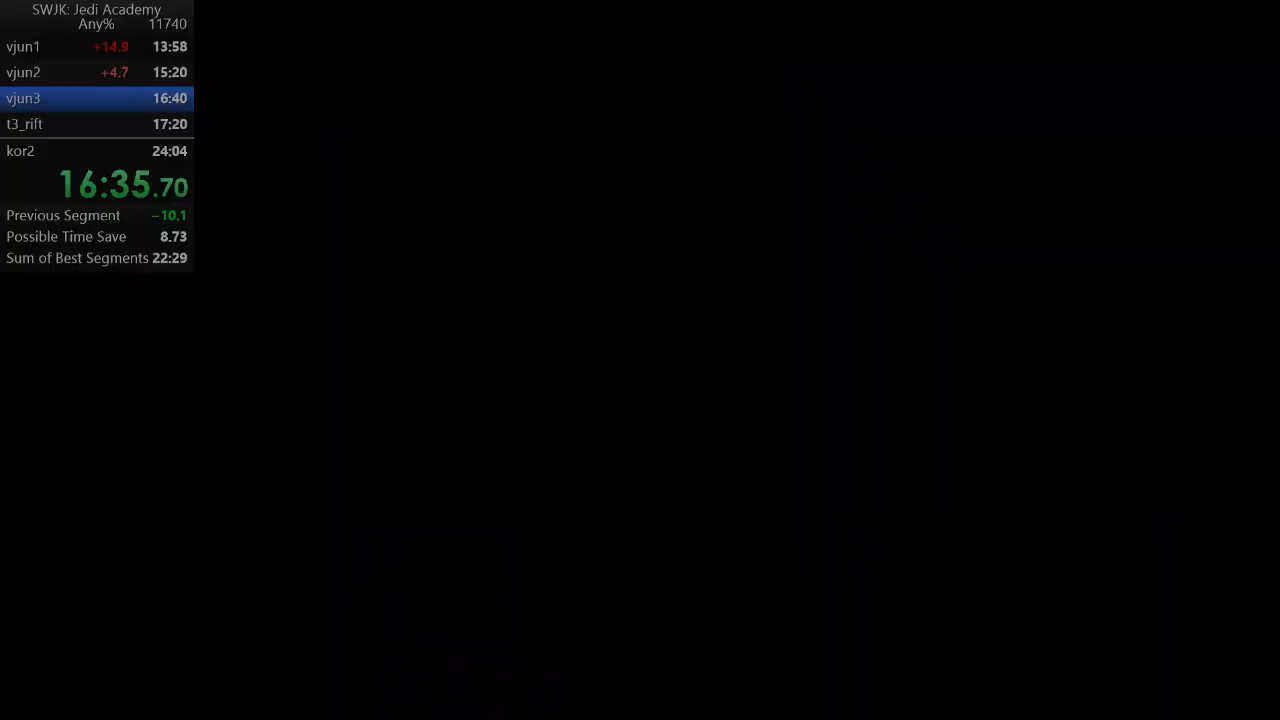 SWJK: Jedi Academy
Any% 11740
vjun1 +14.9 13:58
vjun2 +4.7 15:20
vjun3 16:40
t3_rift 17:20
kor2 24:04
16:35.70
Previous Segment −10.1
Possible Time Save 8.73
Sum of Best Segments 22:29